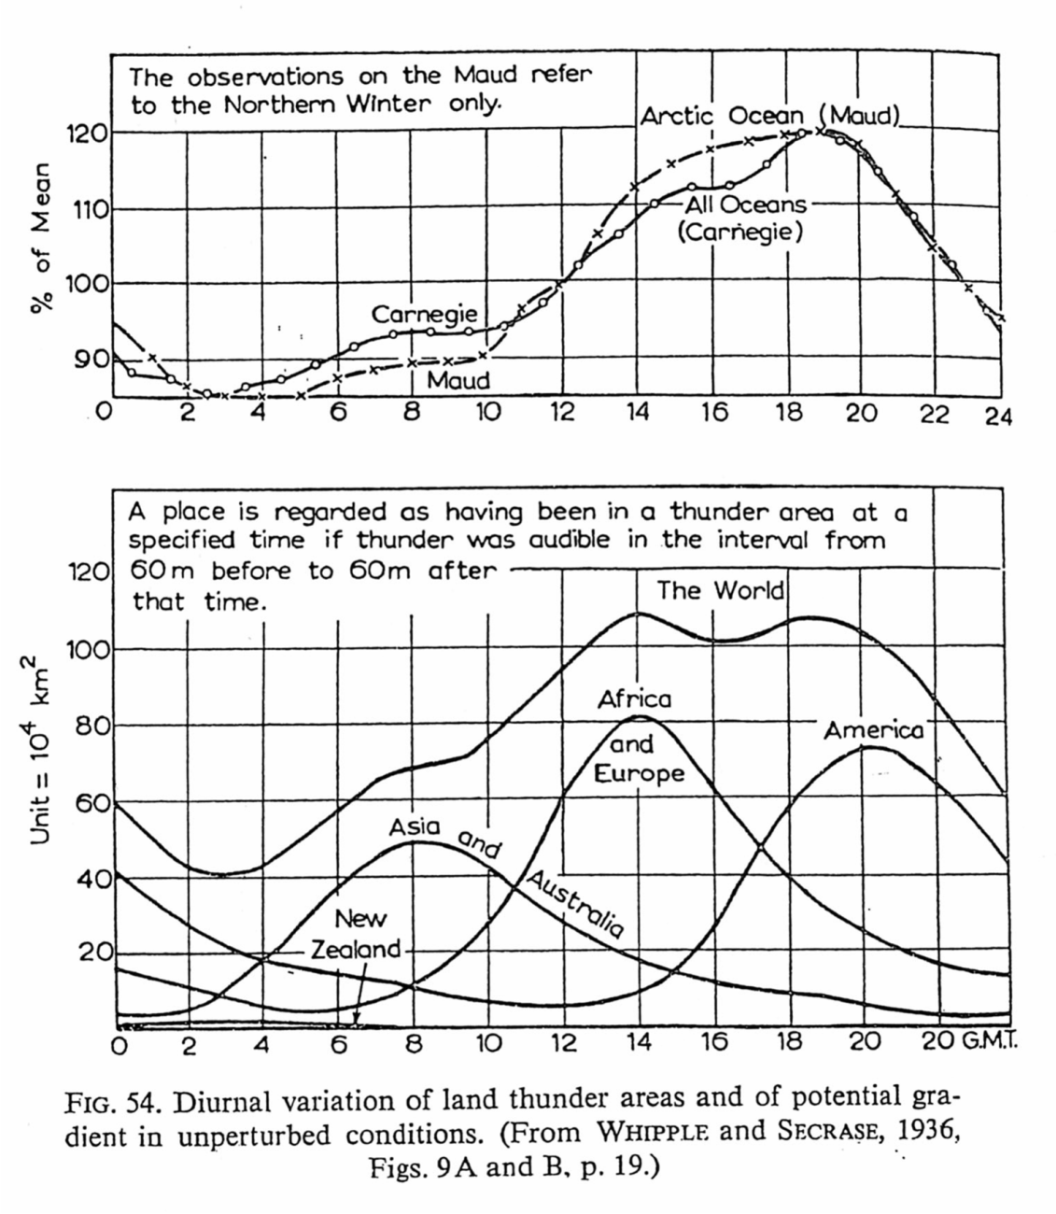 The observations on the Maud refer
to the Northern Winter only.
Arctic Ocean (Maud)
120
110
100
90
% of Mean
All Oceans
(Carnegie)
Carnegie
Maud
0 2 4 6 8 10 12 14 16 18 20 22 24
A place is regarded as having been in a thunder area at a
specified time if thunder was audible in the interval from
60m before to 60m after
that time.
120
100
80
60
40
20
Unit = 10⁴ km²
The World
Africa
and
Europe
America
Asia and
Australia
New
Zealand
0 2 4 6 8 10 12 14 16 18 20 20 G.M.T.
FIG. 54. Diurnal variation of land thunder areas and of potential gra-
dient in unperturbed conditions. (From WHIPPLE and SECRASE, 1936,
Figs. 9A and B, p. 19.)